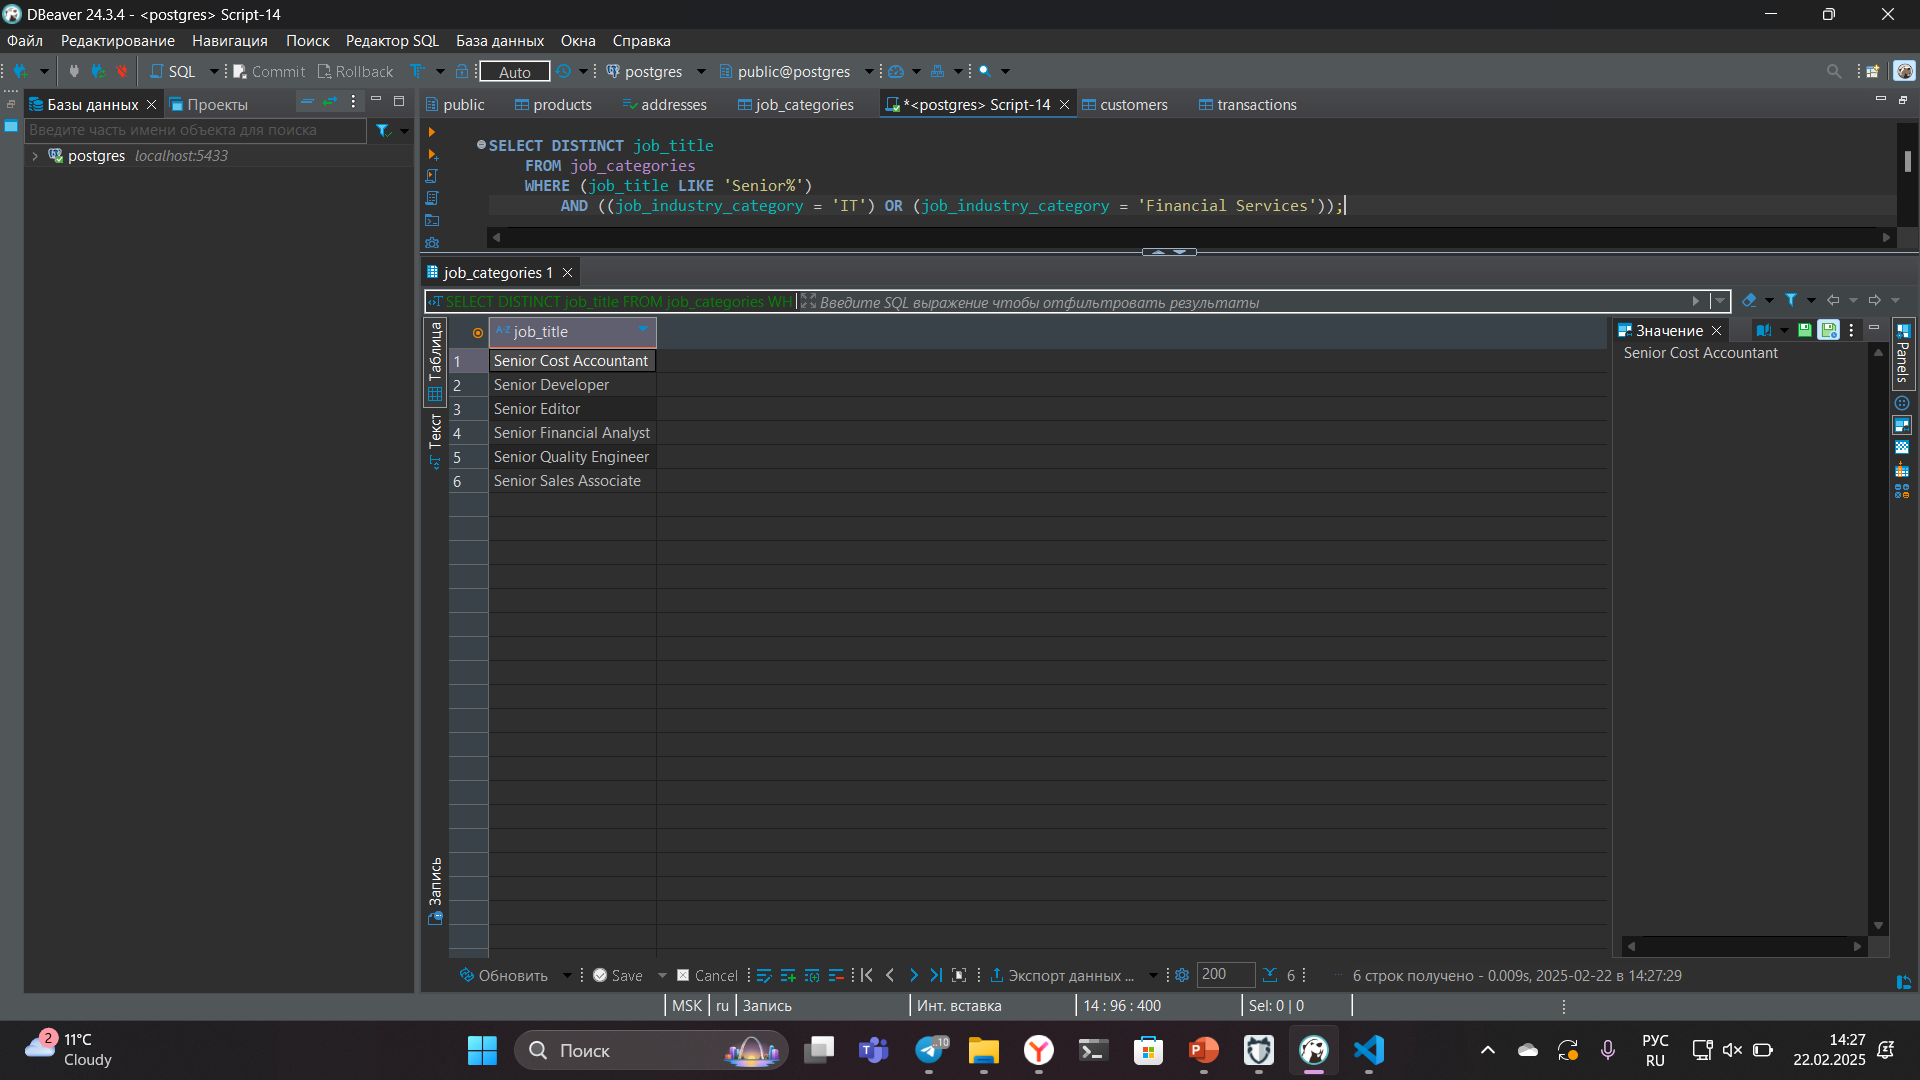 DBeaver 24.3.4 - <postgres> Script-14
Файл Редактирование Навигация Поиск Редактор SQL База данных Окна Справка
SQL Commit Rollback Auto postgres public@postgres
Базы данных Проекты
public products addresses job_categories *<postgres> Script-14 customers transactions
Введите часть имени объекта для поиска
postgres localhost:5433
SELECT DISTINCT job_title
FROM job_categories
WHERE (job_title LIKE 'Senior%')
AND ((job_industry_category = 'IT') OR (job_industry_category = 'Financial Services'));
job_categories 1
SELECT DISTINCT job_title FROM job_categories WH Введите SQL выражение чтобы отфильтровать результаты
Таблица
Текст
Запись
A-Z job_title
1 Senior Cost Accountant
2 Senior Developer
3 Senior Editor
4 Senior Financial Analyst
5 Senior Quality Engineer
6 Senior Sales Associate
Значение
Senior Cost Accountant
Panels
Обновить Save Cancel Экспорт данных ... 200 6 6 строк получено - 0.009s, 2025-02-22 в 14:27:29
MSK ru Запись Инт. вставка 14 : 96 : 400 Sel: 0 | 0
2 11°C
Cloudy
Поиск
10
РУС
RU
14:27
22.02.2025